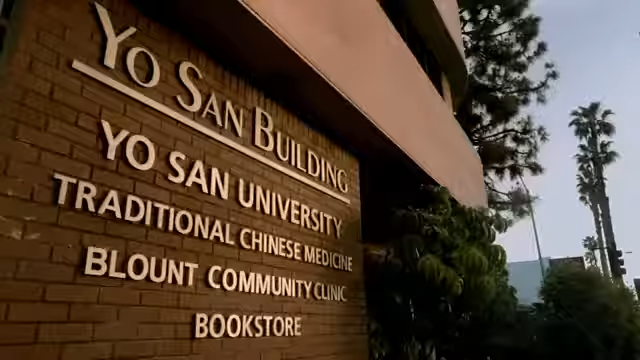 Yo San Building
YO SAN UNIVERSITY
TRADITIONAL CHINESE MEDICINE
BLOUNT COMMUNITY CLINIC
BOOKSTORE